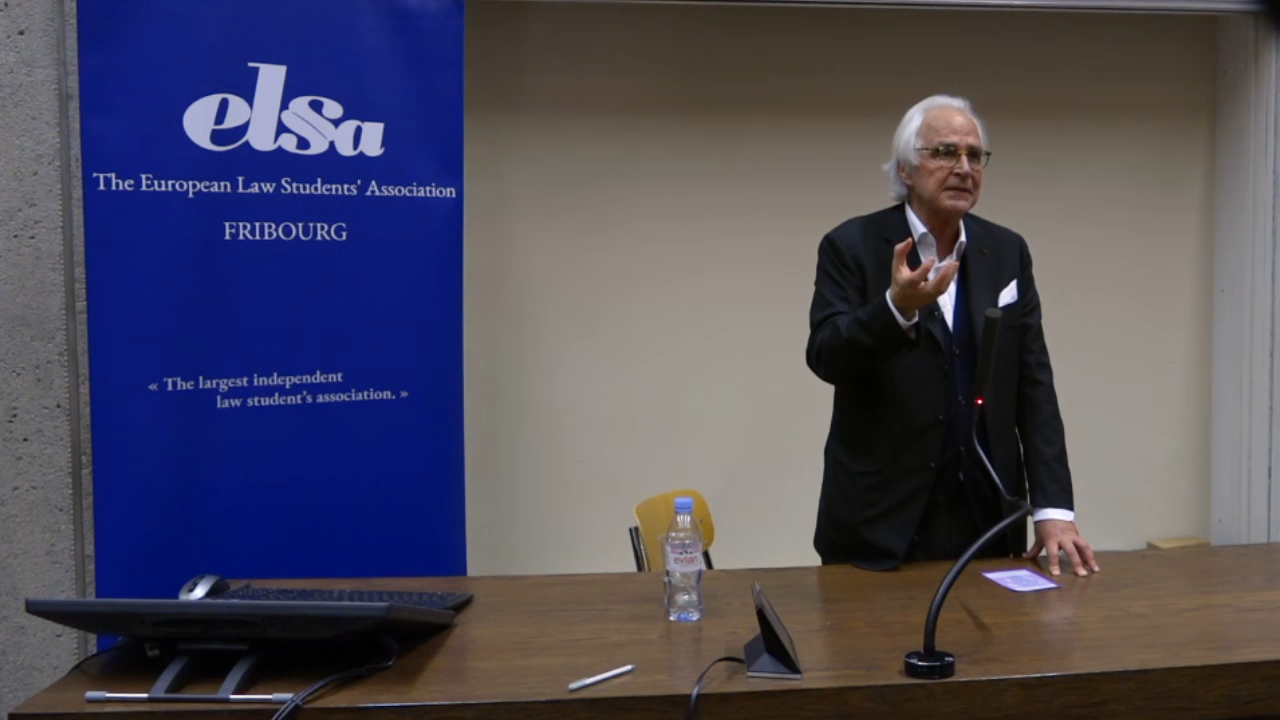 elsa
The European Law Students' Association
FRIBOURG
« The largest independent
law student's association. »
evian